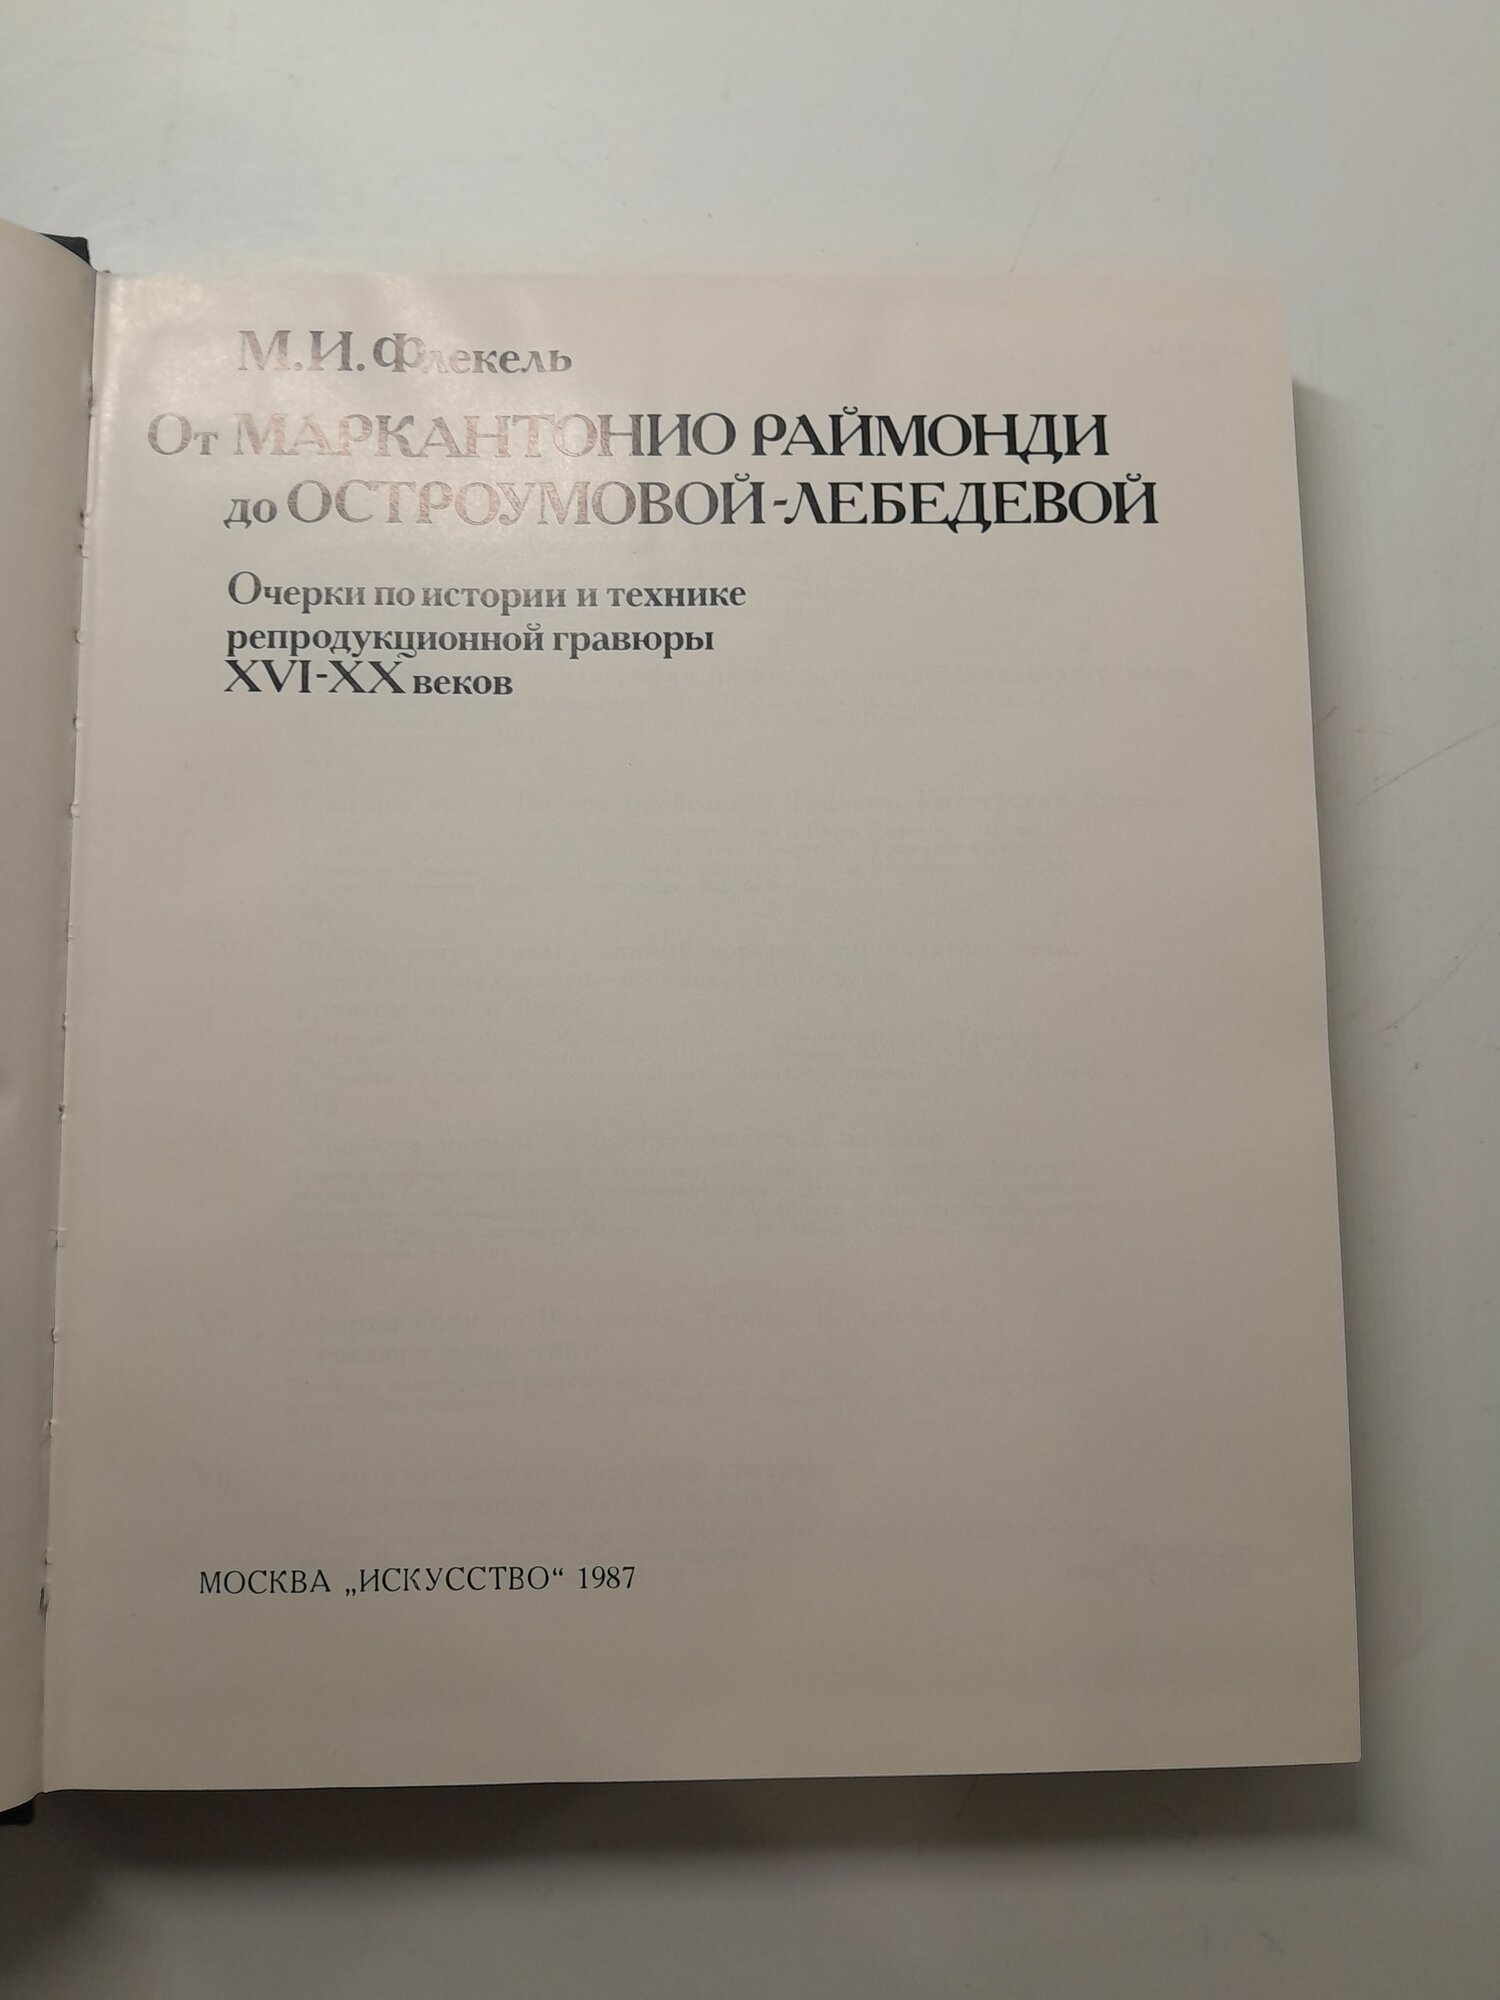 М.И. Флекель
От МАРКАНТОНИО РАЙМОНДИ
до ОСТРОУМОВОЙ-ЛЕБЕДЕВОЙ
Очерки по истории и технике
репродукционной гравюры
XVI-XX веков
МОСКВА „ИСКУССТВО“ 1987